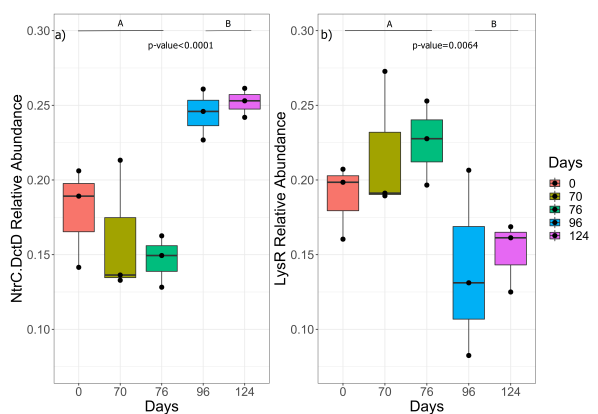 a)
A
B
p-value<0.0001
0.30
0.25
0.20
0.15
0.10
NtrC.DctD Relative Abundance
0
70
76
96
124
Days
b)
A
B
p-value=0.0064
0.30
0.25
0.20
0.15
0.10
LysR Relative Abundance
0
70
76
96
124
Days
Days
0
70
76
96
124